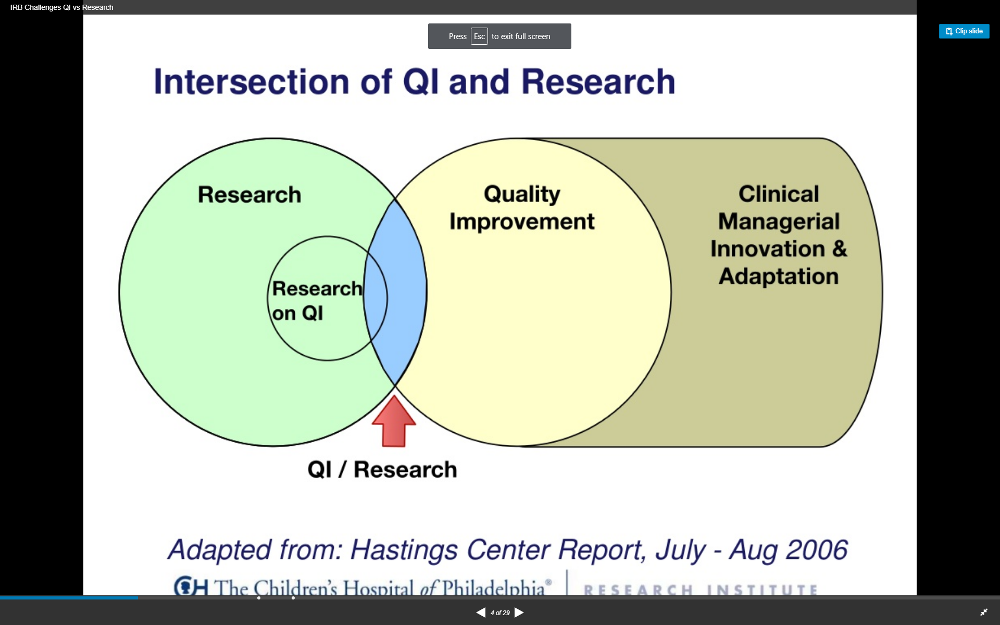 IRB Challenges QI vs Research
Press Esc to exit full screen
Clip slide
Intersection of QI and Research
Research
Quality
Improvement
Clinical
Managerial
Innovation &
Adaptation
Research
on QI
QI / Research
Adapted from: Hastings Center Report, July - Aug 2006
CH The Children's Hospital of Philadelphia® RESEARCH INSTITUTE
4 of 29